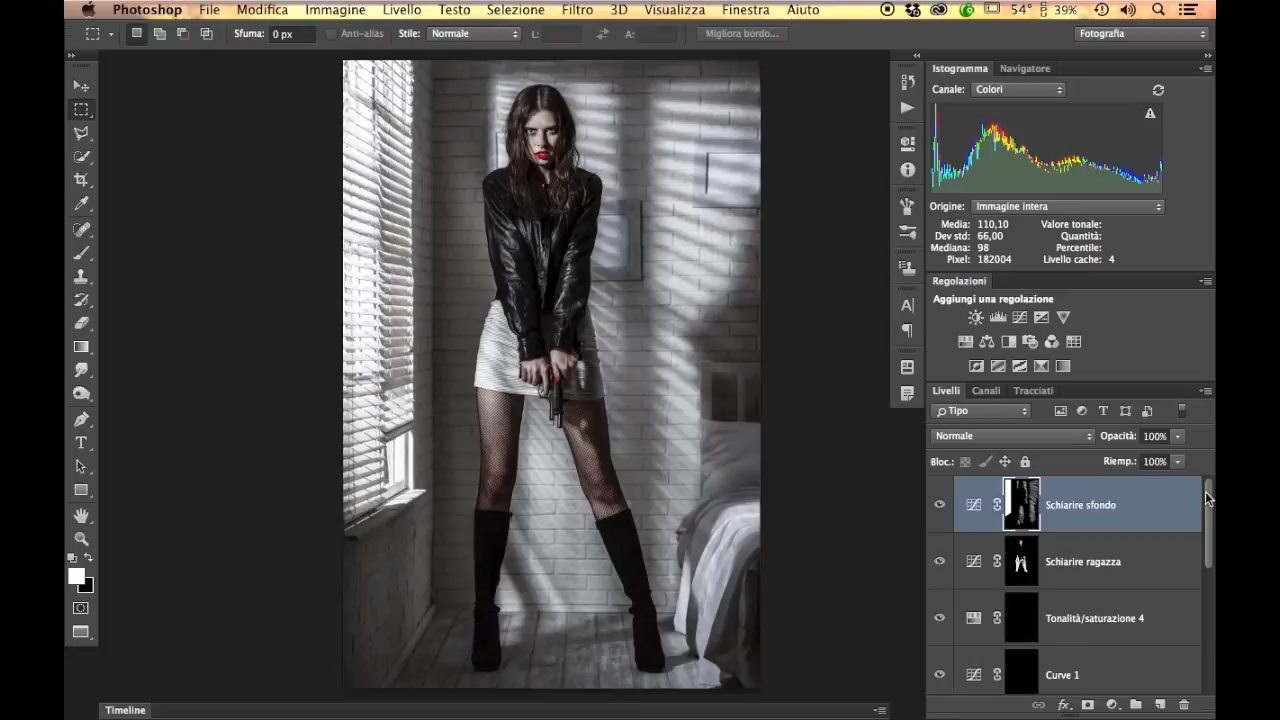 Photoshop File Modifica Immagine Livello Testo Selezione Filtro 3D Visualizza Finestra Aiuto 54° 39%
Sfuma: 0 px Anti-alias Stile: Normale L: A: Migliora bordo... Fotografia
Istogramma Navigatore
Canale: Colori
Origine: Immagine intera
Media: 110,10 Valore tonale:
Dev std: 66,00 Quantità:
Mediana: 98 Percentile:
Pixel: 182004 Livello cache: 4
Regolazioni
Aggiungi una regolazione
Livelli Canali Tracciati
Tipo
Normale Opacità: 100%
Bloc.: Riemp.: 100%
Schiarire sfondo
Schiarire ragazza
Tonalità/saturazione 4
Curve 1
Timeline